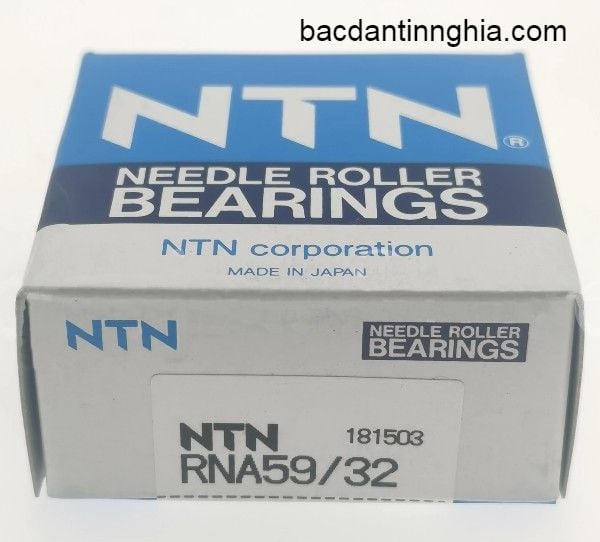 bacdantinnghia.com
NTN®
NEEDLE ROLLER
BEARINGS
NTN corporation
MADE IN JAPAN
NTN
NEEDLE ROLLER
BEARINGS
NTN 181503
RNA59/32